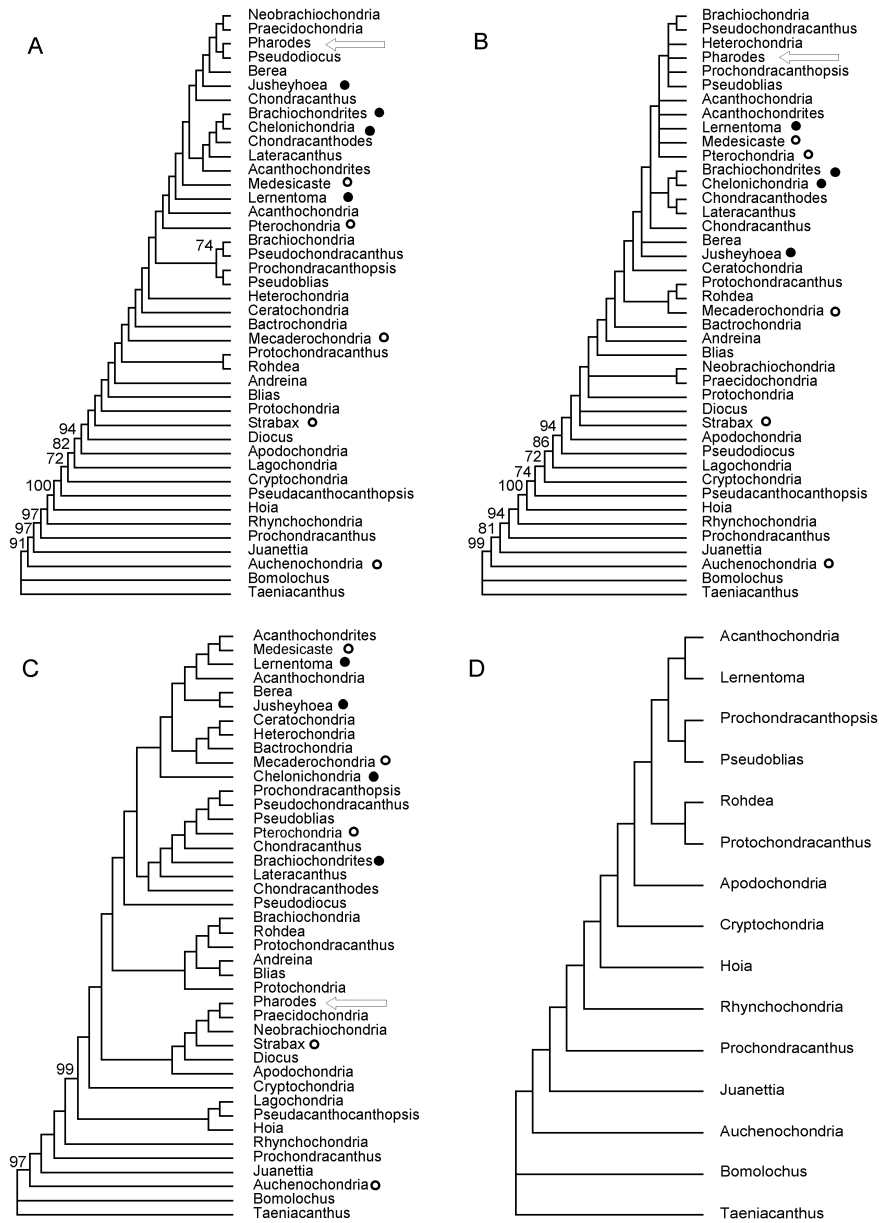 A
Neobrachiochondria
Praecidochondria
Pharodes
Pseudodiocus
Berea
Jusheyhoea
Chondracanthus
Brachiochondrites
Chelonichondria
Chondracanthodes
Lateracanthus
Acanthochondrites
Medesicaste
Lernentoma
Acanthochondria
Pterochondria
74
Brachiochondria
Pseudochondracanthus
Prochondracanthopsis
Pseudoblias
Heterochondria
Ceratochondria
Bactrochondria
Mecaderochondria
Protochondracanthus
Rohdea
Andreina
Blias
Protochondria
Strabax
94
Diocus
82
Apodochondria
72
Lagochondria
Cryptochondria
100
Pseudacanthocanthopsis
Hoia
97
Rhynchochondria
97
Prochondracanthus
91
Juanettia
Auchenochondria
Bomolochus
Taeniacanthus
B
Brachiochondria
Pseudochondracanthus
Heterochondria
Pharodes
Prochondracanthopsis
Pseudoblias
Acanthochondria
Acanthochondrites
Lernentoma
Medesicaste
Pterochondria
Brachiochondrites
Chelonichondria
Chondracanthodes
Lateracanthus
Chondracanthus
Berea
Jusheyhoea
Ceratochondria
Protochondracanthus
Rohdea
Mecaderochondria
Bactrochondria
Andreina
Blias
Neobrachiochondria
Praecidochondria
Protochondria
Diocus
Strabax
94
Apodochondria
86
Pseudodiocus
72
Lagochondria
74
Cryptochondria
100
Pseudacanthocanthopsis
Hoia
94
Rhynchochondria
81
Prochondracanthus
99
Juanettia
Auchenochondria
Bomolochus
Taeniacanthus
C
Acanthochondrites
Medesicaste
Lernentoma
Acanthochondria
Berea
Jusheyhoea
Ceratochondria
Heterochondria
Bactrochondria
Mecaderochondria
Chelonichondria
Prochondracanthopsis
Pseudochondracanthus
Pseudoblias
Pterochondria
Chondracanthus
Brachiochondrites
Lateracanthus
Chondracanthodes
Pseudodiocus
Brachiochondria
Rohdea
Protochondracanthus
Andreina
Blias
Protochondria
Pharodes
Praecidochondria
Neobrachiochondria
Strabax
Diocus
99
Apodochondria
Cryptochondria
Lagochondria
Pseudacanthocanthopsis
Hoia
Rhynchochondria
97
Prochondracanthus
Juanettia
Auchenochondria
Bomolochus
Taeniacanthus
D
Acanthochondria
Lernentoma
Prochondracanthopsis
Pseudoblias
Rohdea
Protochondracanthus
Apodochondria
Cryptochondria
Hoia
Rhynchochondria
Prochondracanthus
Juanettia
Auchenochondria
Bomolochus
Taeniacanthus